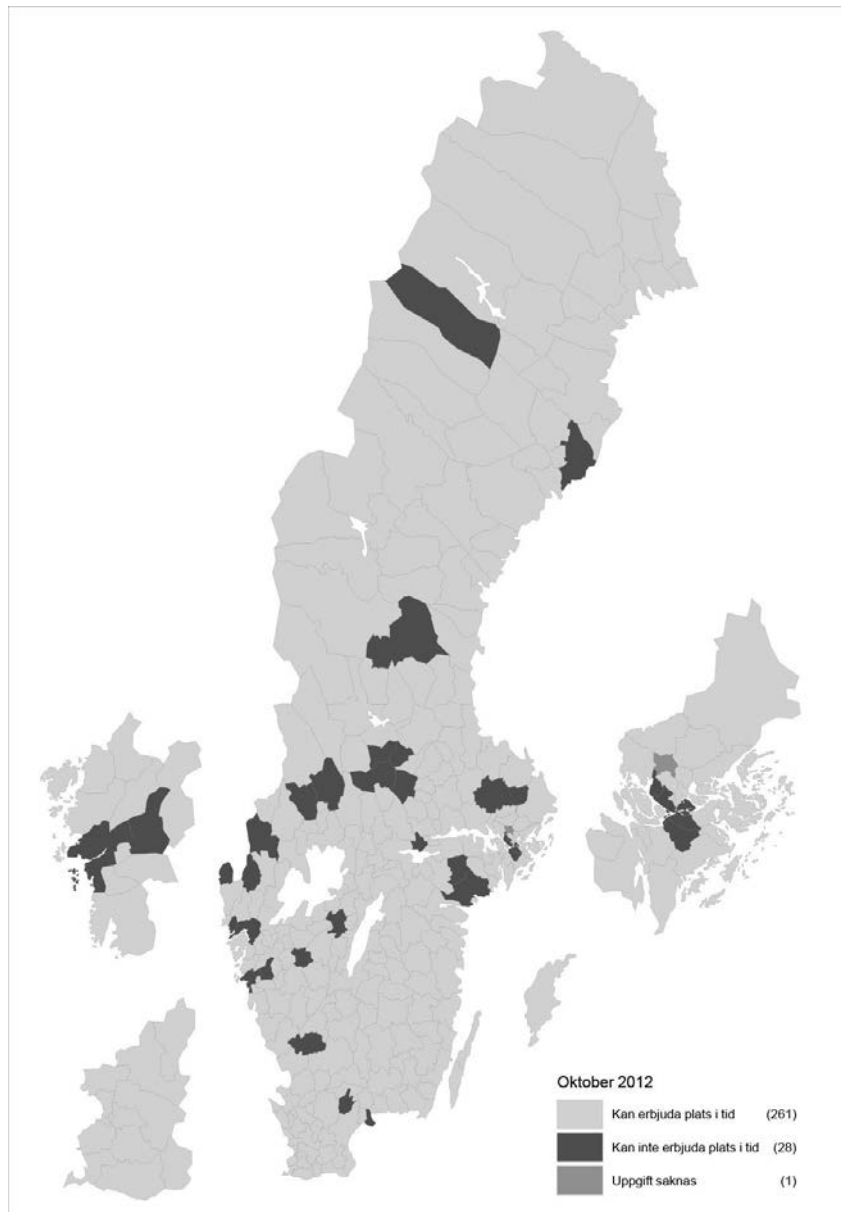 Oktober 2012
Kan erbjuda plats i tid (261)
Kan inte erbjuda plats i tid (28)
Uppgift saknas (1)